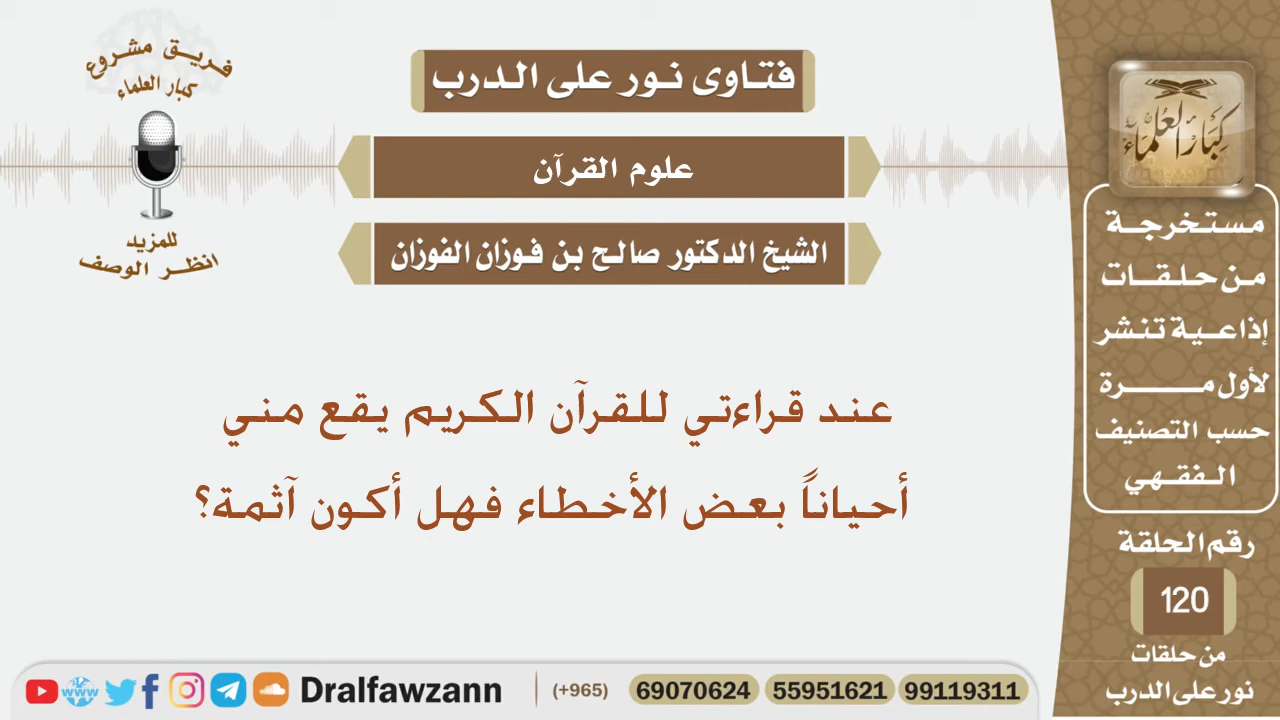 فتاوى نور على الدرب
علوم القرآن
الشيخ الدكتور صالح بن فوزان الفوزان
عند قراءتي للقرآن الكريم يقع مني
أحياناً بعض الأخطاء فهل أكون آثمة؟
فريق مشروع
كبار العلماء
للمزيد
انظر الوصف
كبار العلماء
مستخرجة
من حلقات
إذاعية تنشر
لأول مرة
حسب التصنيف
الفقهي
رقم الحلقة
120
من حلقات
نور على الدرب
www Dralfawzann (+965) 69070624 55951621 99119311